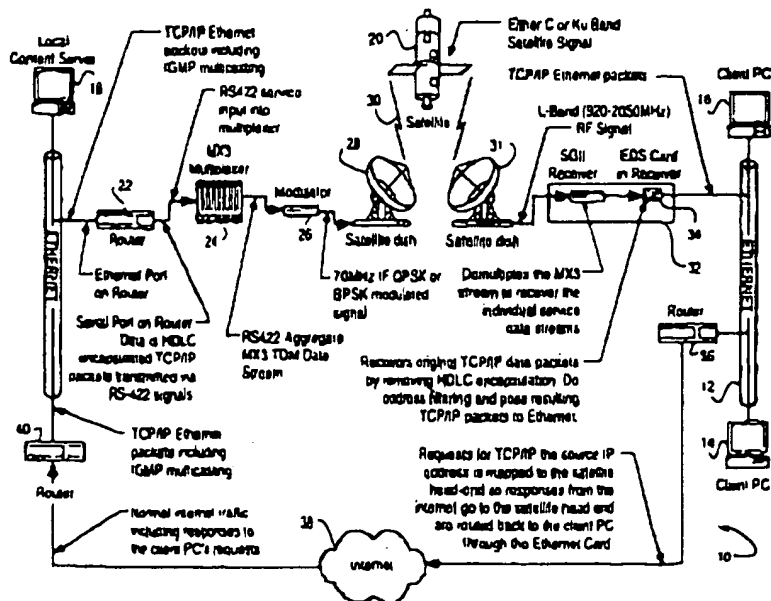 Local
Content Server
18
TCP/IP Ethernet
packets including
IGMP multicasting
RS422 service
input into
multiplexer
MX3
Multiplexer
24
22
Router
Ethernet Port
on Router
Serial Port on Router
Data is HDLC
encapsulated TCP/IP
packets transmitted via
RS-422 signals
ETHERNET
Modulator
26
28
Satellite dish
70MHz IF QPSK or
BPSK modulated
signal
RS422 Aggregate
MX3 TDM Data
Stream
20
Satellite
30
Either C or Ku Band
Satellite Signal
31
Satellite dish
L-Band (920-2050MHz)
RF Signal
TCP/IP Ethernet packets
Client PC
16
Receiver
EDS Card
in Receiver
34
32
Demultiplex the MX3
stream to recover the
individual service
data streams
Recovers original TCP/IP data packets
by removing HDLC encapsulation. Do
address filtering and pass resulting
TCP/IP packets to Ethernet.
Router
36
ETHERNET
12
14
Client PC
10
40
Router
TCP/IP Ethernet
packets including
IGMP multicasting
Normal internet traffic
including responses to
the client PC's requests
38
Internet
Requests for TCP/IP the source IP
address is mapped to the satellite
head-end so responses from the
internet go to the satellite head end
and are routed back to the client PC
through the Ethernet Card